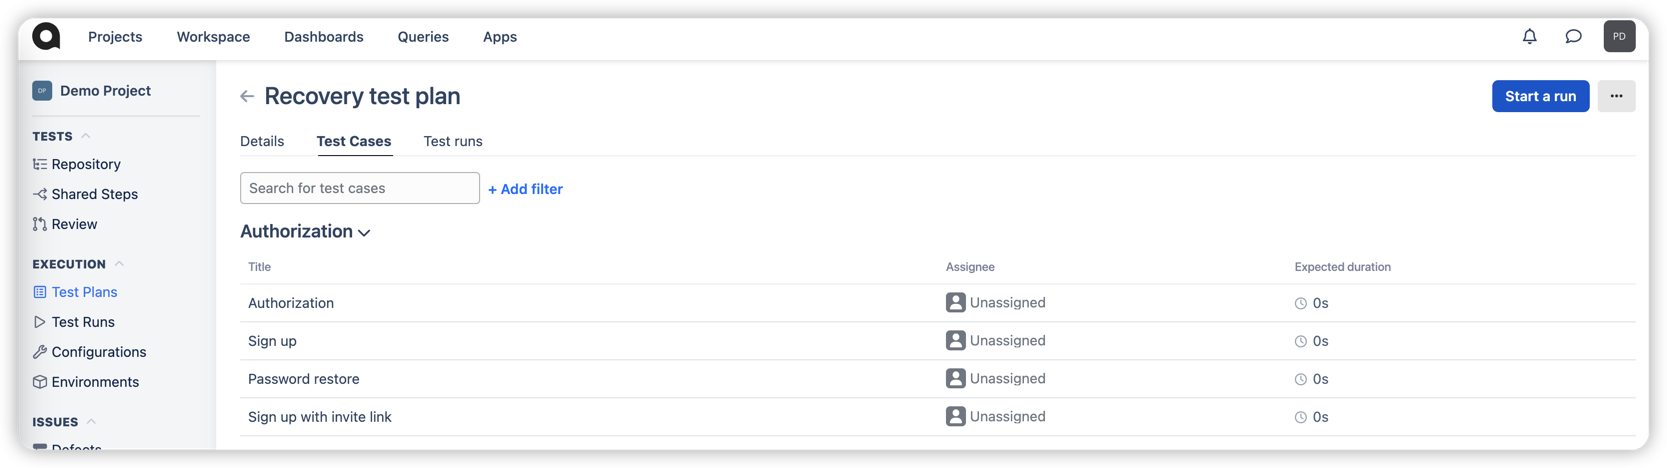 Projects Workspace Dashboards Queries Apps PD
DP Demo Project
TESTS
Repository
Shared Steps
Review
EXECUTION
Test Plans
Test Runs
Configurations
Environments
ISSUES
Defects
← Recovery test plan Start a run ...
Details Test Cases Test runs
Search for test cases + Add filter
Authorization
Title Assignee Expected duration
Authorization Unassigned 0s
Sign up Unassigned 0s
Password restore Unassigned 0s
Sign up with invite link Unassigned 0s